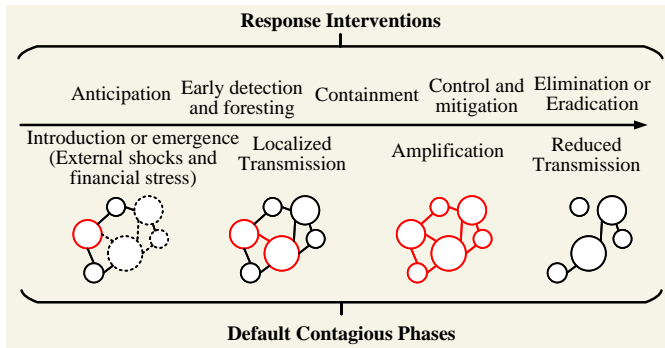 Response Interventions
Anticipation
Early detection
and foresting
Containment
Control and
mitigation
Elimination or
Eradication
Introduction or emergence
(External shocks and
financial stress)
Localized
Transmission
Amplification
Reduced
Transmission
Default Contagious Phases